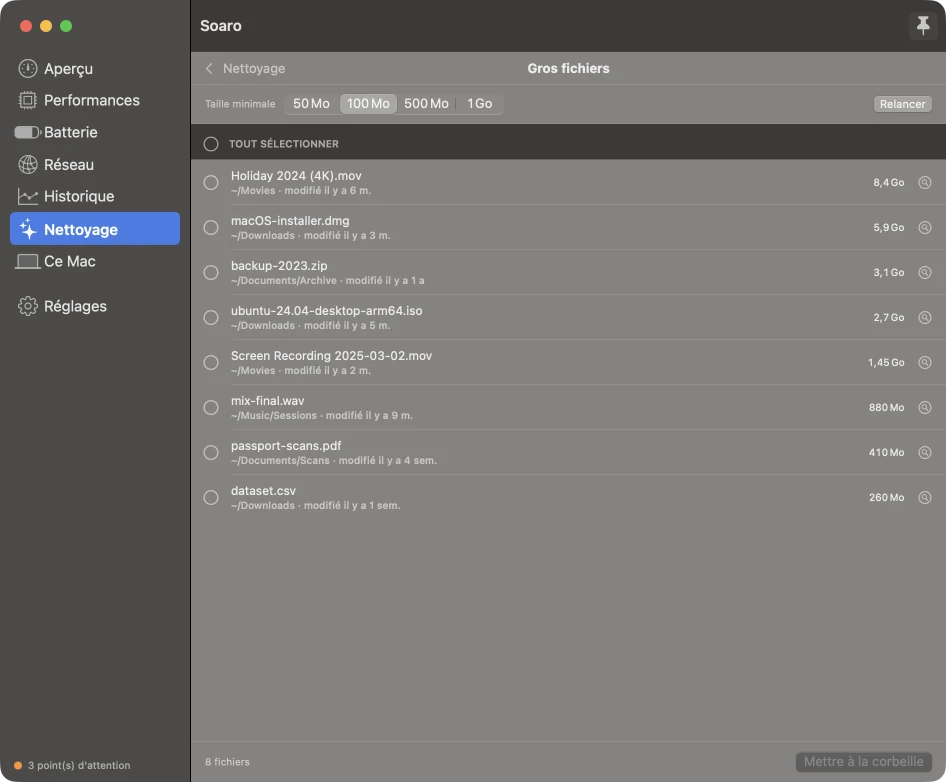 Soaro
Aperçu
Performances
Batterie
Réseau
Historique
Nettoyage
Ce Mac
Réglages
3 point(s) d'attention
Nettoyage
Gros fichiers
Taille minimale
50 Mo
100 Mo
500 Mo
1 Go
Relancer
TOUT SÉLECTIONNER
Holiday 2024 (4K).mov
~/Movies · modifié il y a 6 m.
8,4 Go
macOS-installer.dmg
~/Downloads · modifié il y a 3 m.
5,9 Go
backup-2023.zip
~/Documents/Archive · modifié il y a 1 a
3,1 Go
ubuntu-24.04-desktop-arm64.iso
~/Downloads · modifié il y a 5 m.
2,7 Go
Screen Recording 2025-03-02.mov
~/Movies · modifié il y a 2 m.
1,45 Go
mix-final.wav
~/Music/Sessions · modifié il y a 9 m.
880 Mo
passport-scans.pdf
~/Documents/Scans · modifié il y a 4 sem.
410 Mo
dataset.csv
~/Downloads · modifié il y a 1 sem.
260 Mo
8 fichiers
Mettre à la corbeille